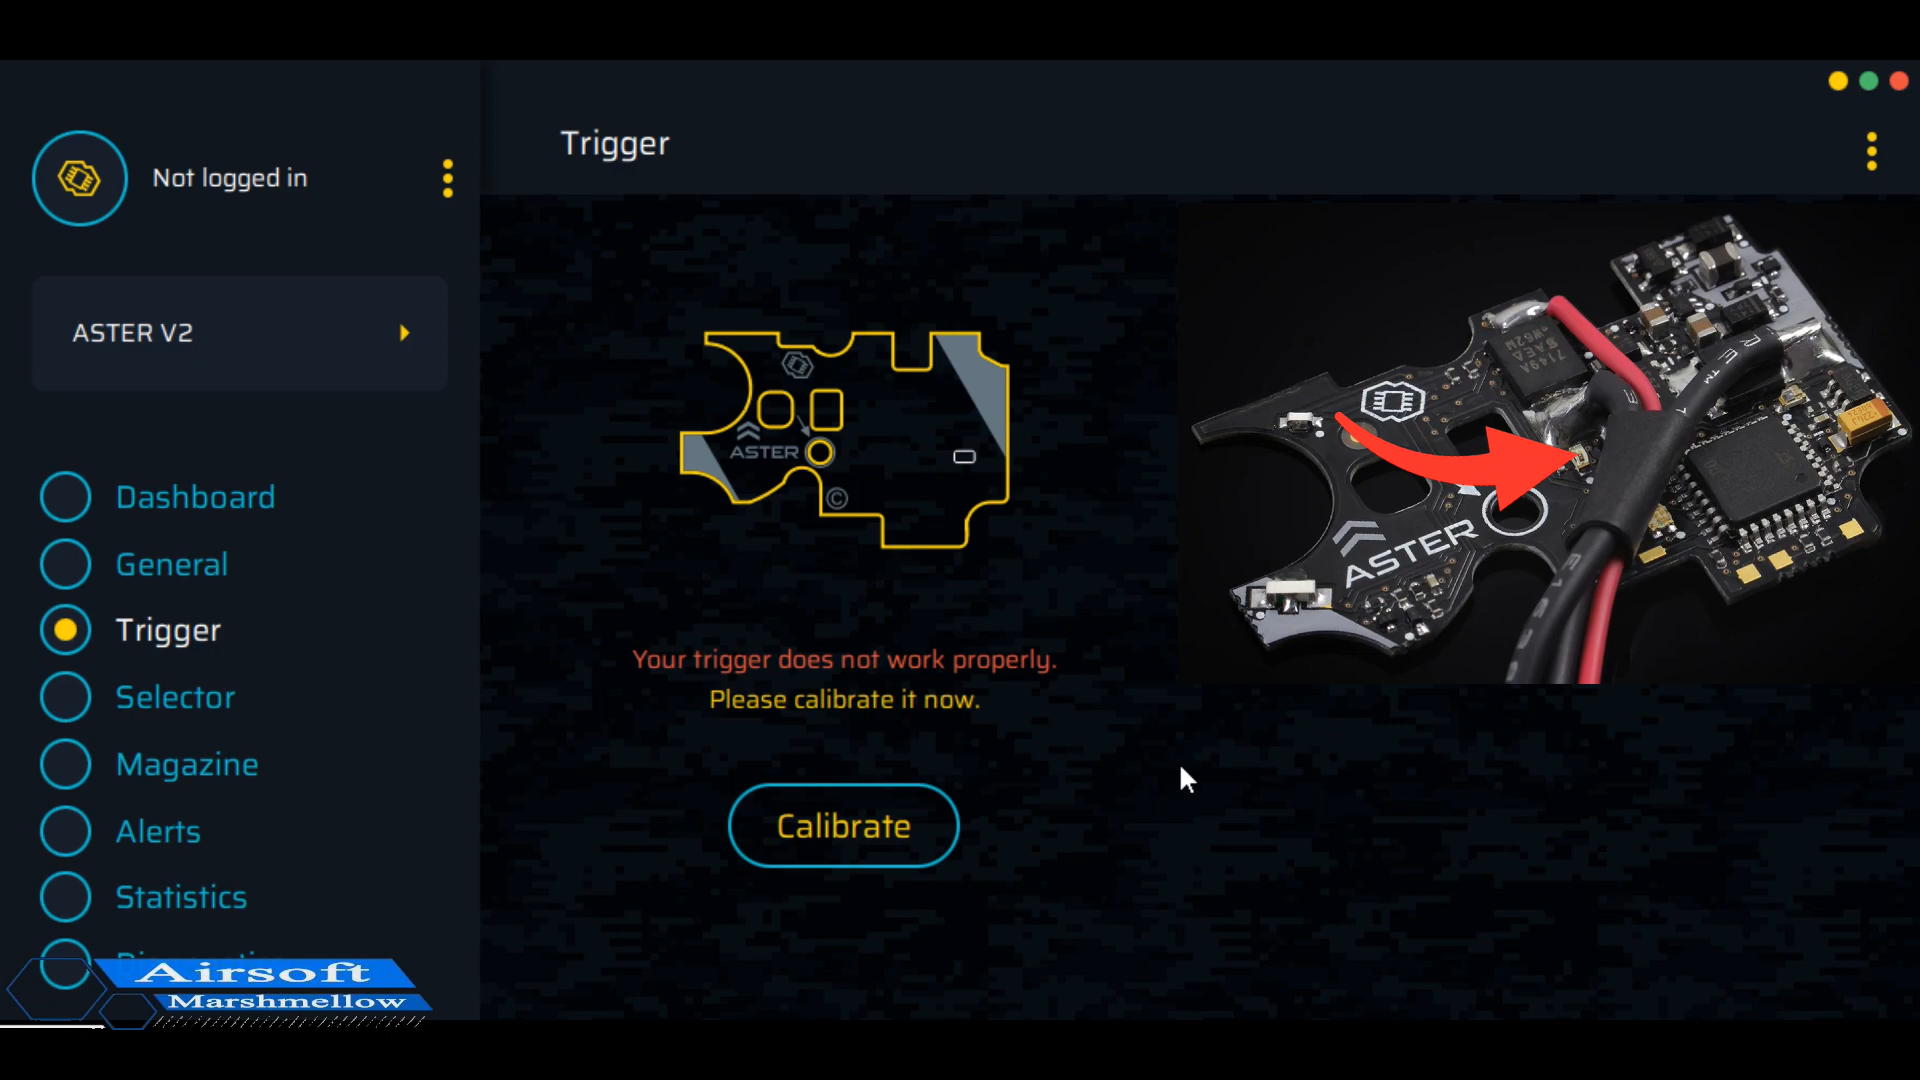 Trigger
Not logged in
ASTER V2
Dashboard
General
Trigger
Selector
Magazine
Alerts
Statistics
ASTER
©
Your trigger does not work properly.
Please calibrate it now.
Calibrate
ASTER
7149A
Airsoft
Marshmellow